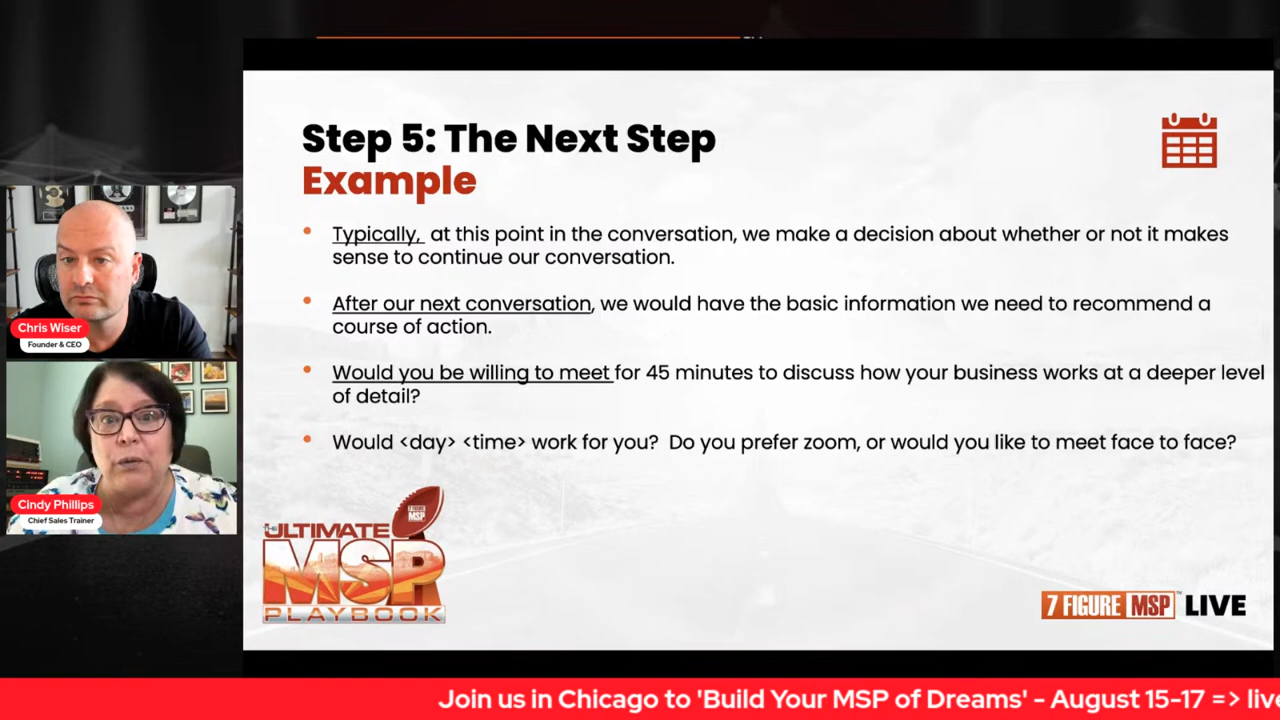 Step 5: The Next Step
Example
• Typically, at this point in the conversation, we make a decision about whether or not it makes
sense to continue our conversation.
• After our next conversation, we would have the basic information we need to recommend a
course of action.
• Would you be willing to meet for 45 minutes to discuss how your business works at a deeper level
of detail?
• Would <day> <time> work for you? Do you prefer zoom, or would you like to meet face to face?
Chris Wiser
Founder & CEO
Cindy Phillips
Chief Sales Trainer
7 FIGURE
MSP
THE ULTIMATE
MSP
PLAYBOOK
7 FIGURE MSP™ LIVE
Join us in Chicago to 'Build Your MSP of Dreams' - August 15-17 => live